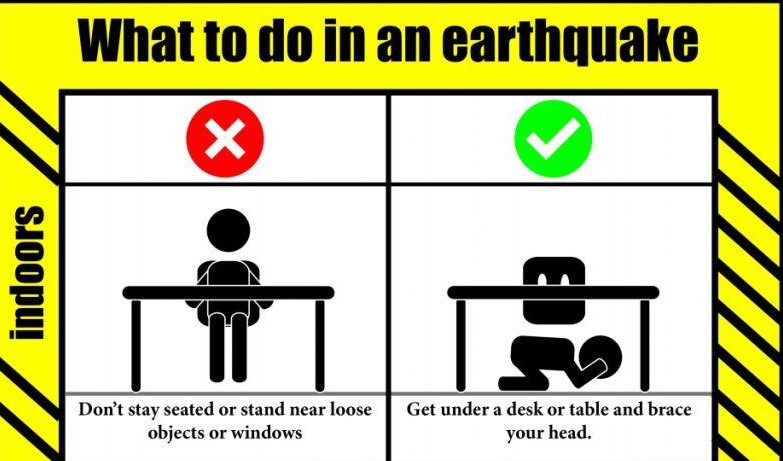 What to do in an earthquake
indoors
Don't stay seated or stand near loose
objects or windows
Get under a desk or table and brace
your head.